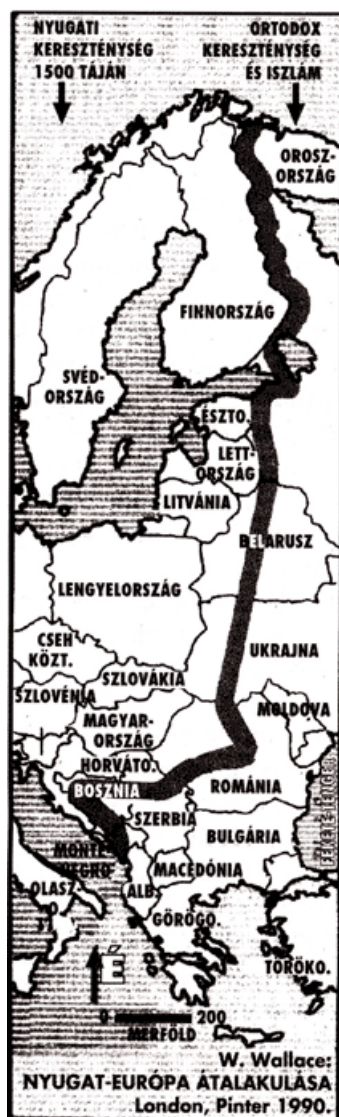 NYUGATI
KERESZTÉNYSÉG
1500 TÁJÁN
ORTODOX
KERESZTÉNYSÉG
ÉS ISZLÁM
OROSZ-
ORSZÁG
FINNORSZÁG
SVÉD-
ORSZÁG
ÉSZTO.
LETT-
ORSZÁG
LITVÁNIA
BELARUSZ
LENGYELORSZÁG
CSEH
KÖZT.
UKRAJNA
SZLOVÁKIA
SZLOVÉNIA
MOLDOVA
MAGYAR-
ORSZÁG
HORVÁTO.
BOSZNIA
ROMÁNIA
FEKETE-TENGER
SZERBIA
MONTE-
NEGRO
BULGÁRIA
MACEDÓNIA
OLASZ-
O.
ALB.
GÖRÖGO.
TÖRÖKO.
É
0 200
MÉRFÖLD
W. Wallace:
NYUGAT-EURÓPA ÁTALAKULÁSA
London, Pinter 1990.